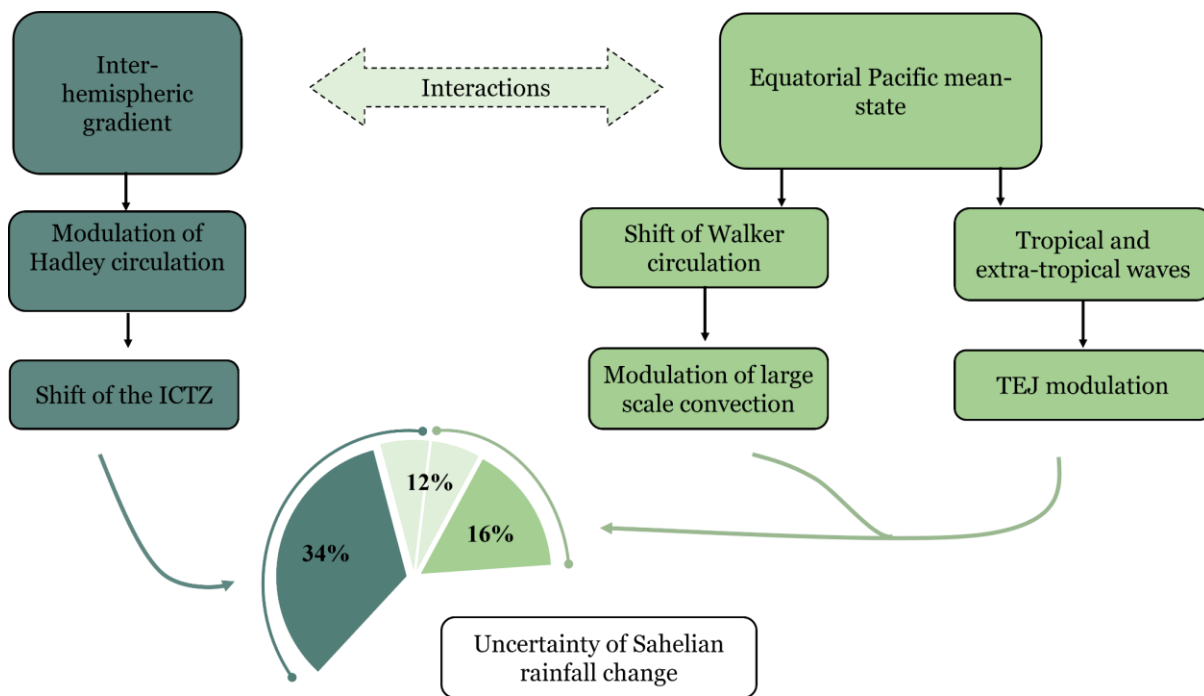 Inter-
hemispheric
gradient
Interactions
Equatorial Pacific mean-
state
Modulation of
Hadley circulation
Shift of Walker
circulation
Tropical and
extra-tropical waves
Shift of the ICTZ
Modulation of large
scale convection
TEJ modulation
34%
12%
16%
Uncertainty of Sahelian
rainfall change